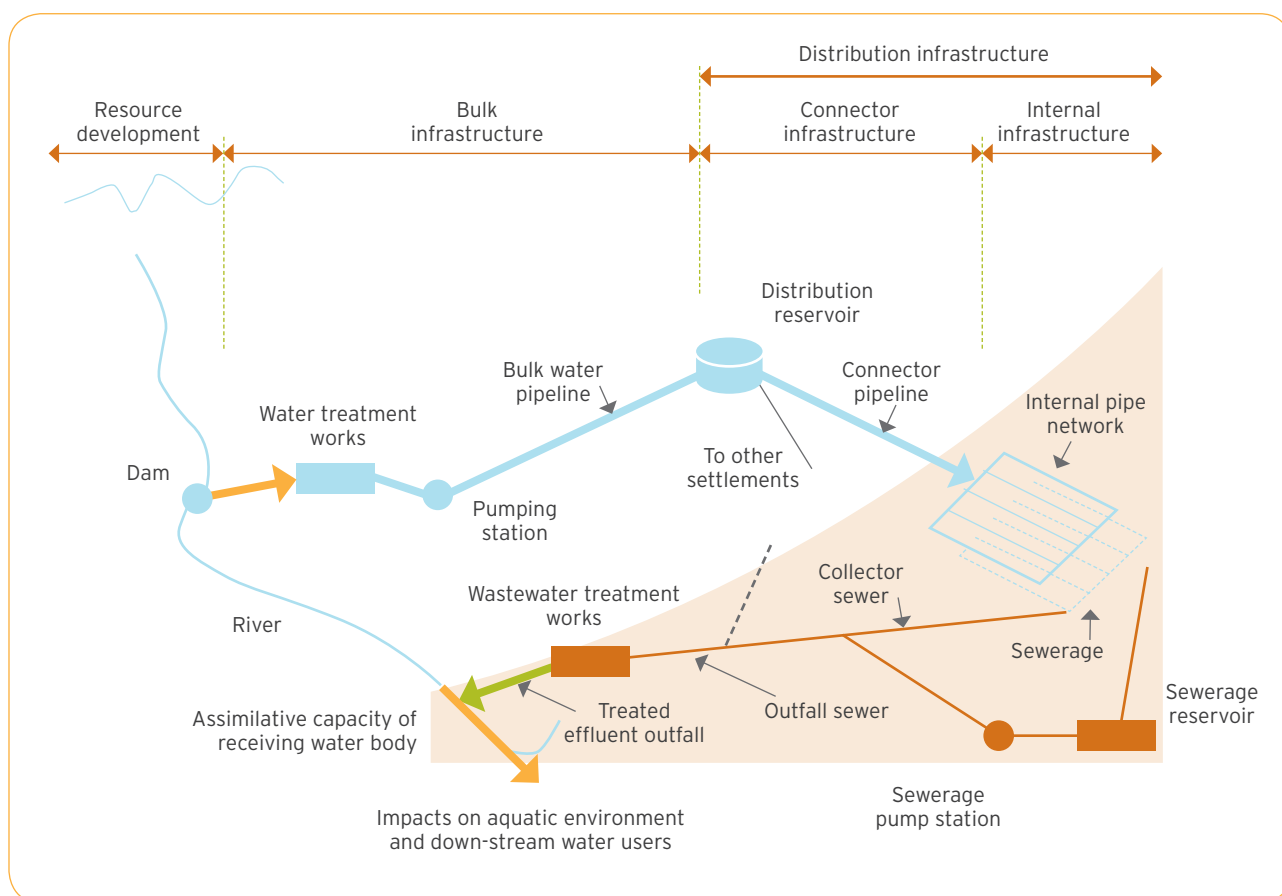 Distribution infrastructure
Resource
development
Bulk
infrastructure
Connector
infrastructure
Internal
infrastructure
Distribution
reservoir
Bulk water
pipeline
Connector
pipeline
Internal pipe
network
Water treatment
works
To other
settlements
Dam
Pumping
station
Collector
sewer
Wastewater treatment
works
River
Sewerage
Sewerage
reservoir
Assimilative capacity of
receiving water body
Treated
effluent outfall
Outfall sewer
Impacts on aquatic environment
and down-stream water users
Sewerage
pump station